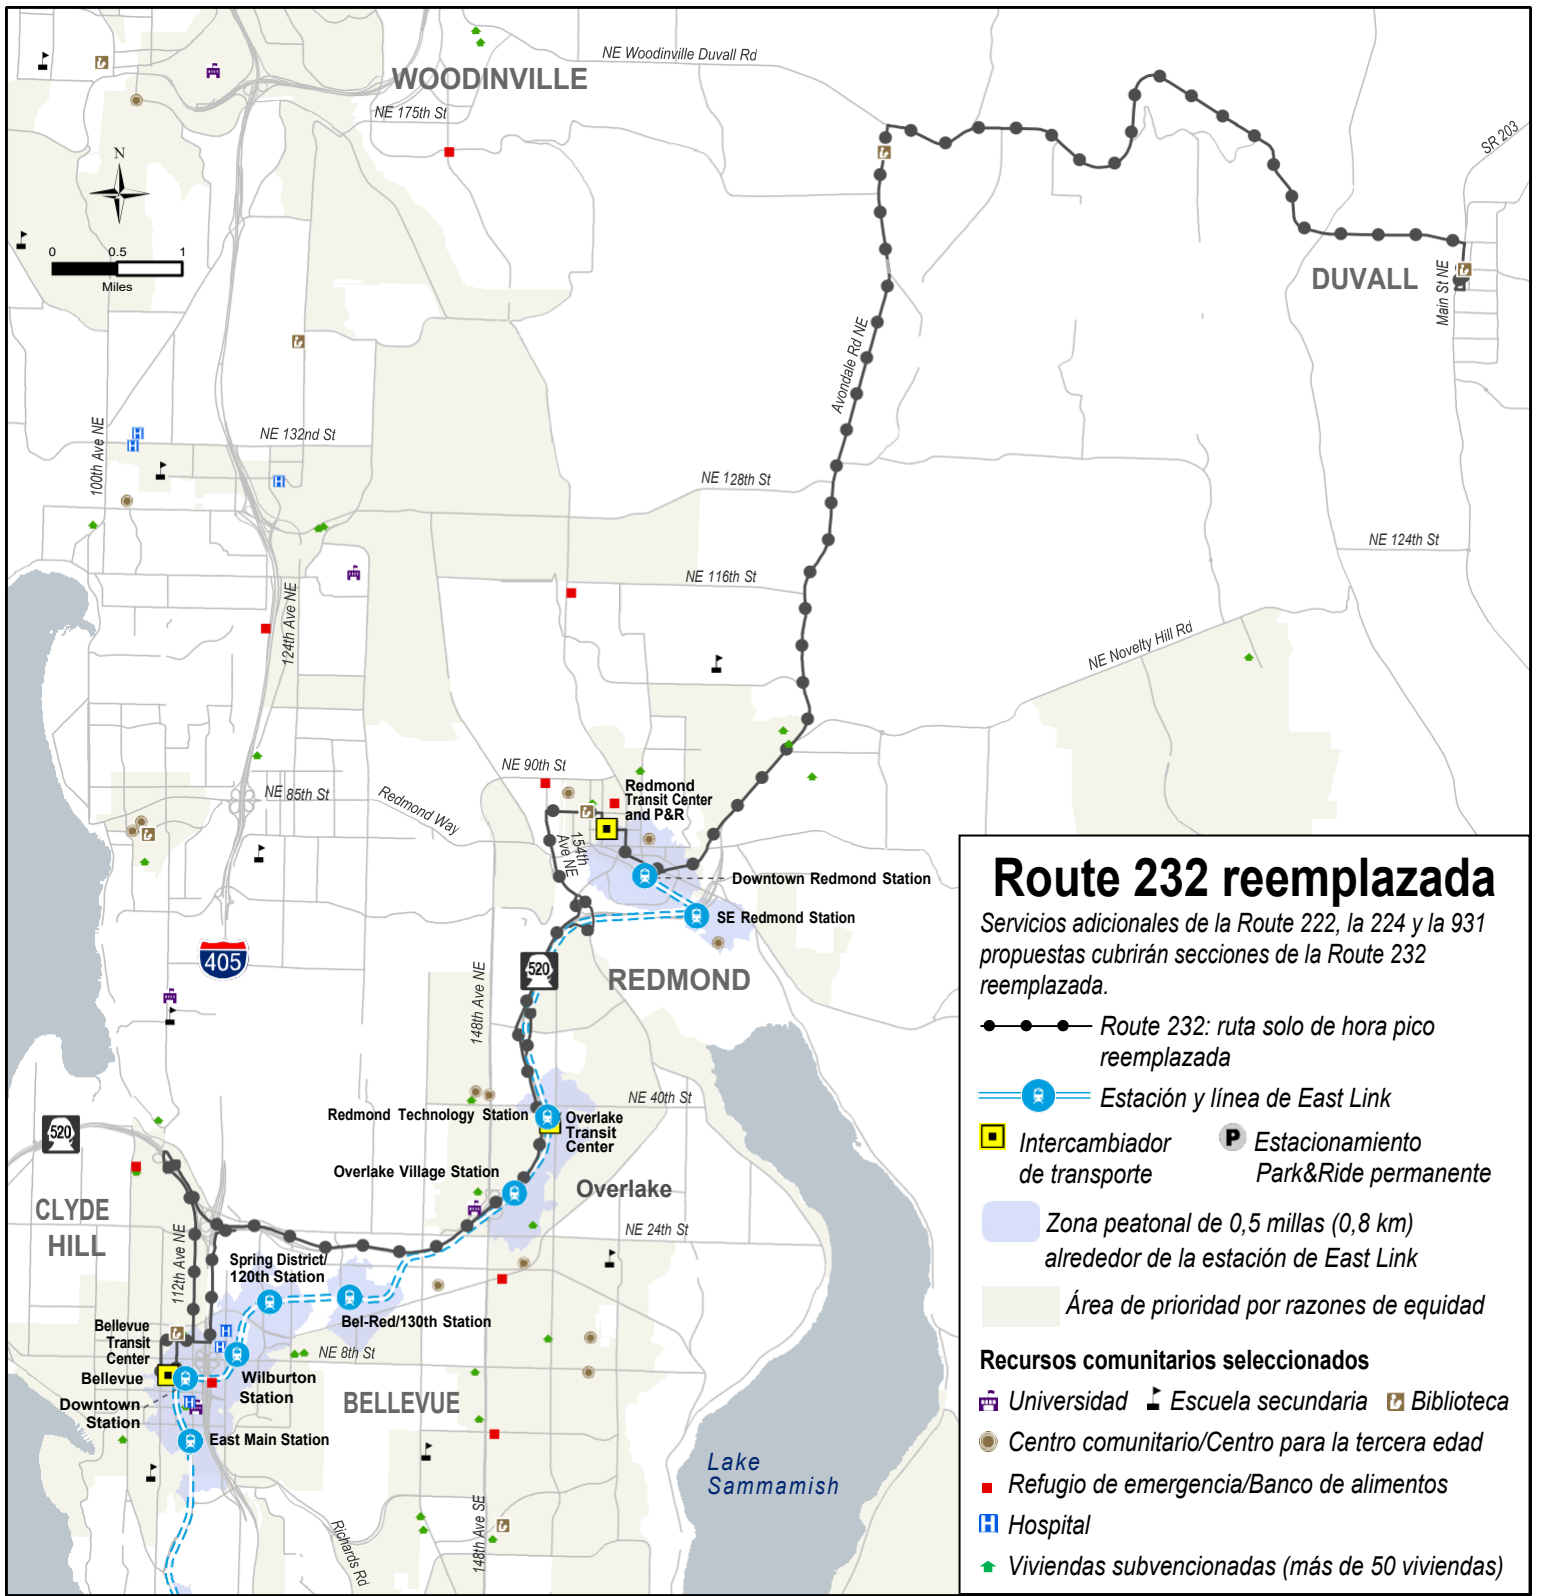 NE Woodinville Duvall Rd
WOODINVILLE
NE 175th St
SR 203
N
0 0.5 1
Miles
DUVALL
Main St NE
Avondale Rd NE
100th Ave NE
NE 132nd St
NE 128th St
NE 124th St
NE 116th St
124th Ave NE
NE Novelty Hill Rd
NE 90th St
Redmond
Transit Center
and P&R
NE 85th St
Redmond Way
154th
Ave NE
Downtown Redmond Station
SE Redmond Station
405
520
REDMOND
148th Ave NE
NE 40th St
Redmond Technology Station
Overlake
Transit
Center
520
Overlake Village Station
Overlake
CLYDE
HILL
112th Ave NE
NE 24th St
Spring District/
120th Station
Bel-Red/130th Station
Bellevue
Transit
Center
NE 8th St
Bellevue
Downtown
Station
Wilburton
Station
BELLEVUE
East Main Station
Lake
Sammamish
148th Ave SE
Richards Rd
Route 232 reemplazada
Servicios adicionales de la Route 222, la 224 y la 931
propuestas cubrirán secciones de la Route 232
reemplazada.
Route 232: ruta solo de hora pico
reemplazada
Estación y línea de East Link
Intercambiador
de transporte
P Estacionamiento
Park&Ride permanente
Zona peatonal de 0,5 millas (0,8 km)
alrededor de la estación de East Link
Área de prioridad por razones de equidad
Recursos comunitarios seleccionados
Universidad Escuela secundaria Biblioteca
Centro comunitario/Centro para la tercera edad
Refugio de emergencia/Banco de alimentos
H Hospital
Viviendas subvencionadas (más de 50 viviendas)